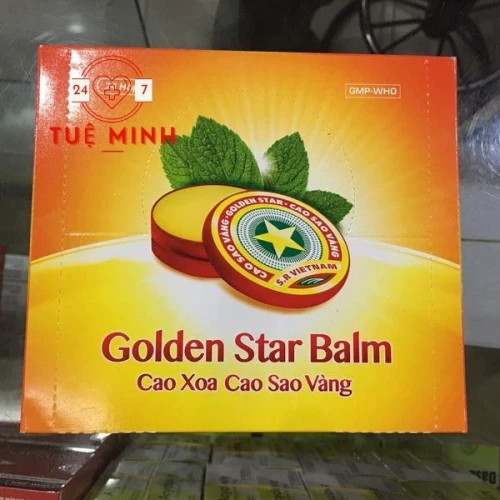 24 7
TUỆ MINH
GMP-WHO
CAO SAO VÀNG-GOLDEN STAR-CAO SAO VÀNG
S.R VIETNAM
Golden Star Balm
Cao Xoa Cao Sao Vàng